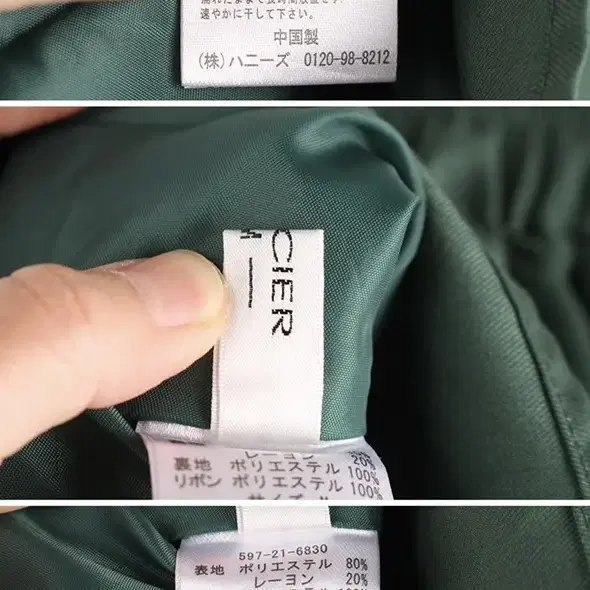 速やかに干して下さい。
中国製
(株)ハニーズ 0120-98-8212
CIER
M
レーヨン 20%
裏地 ポリエステル 100%
リボン ポリエステル 100%
597-21-6830
表地 ポリエステル 80%
レーヨン 20%